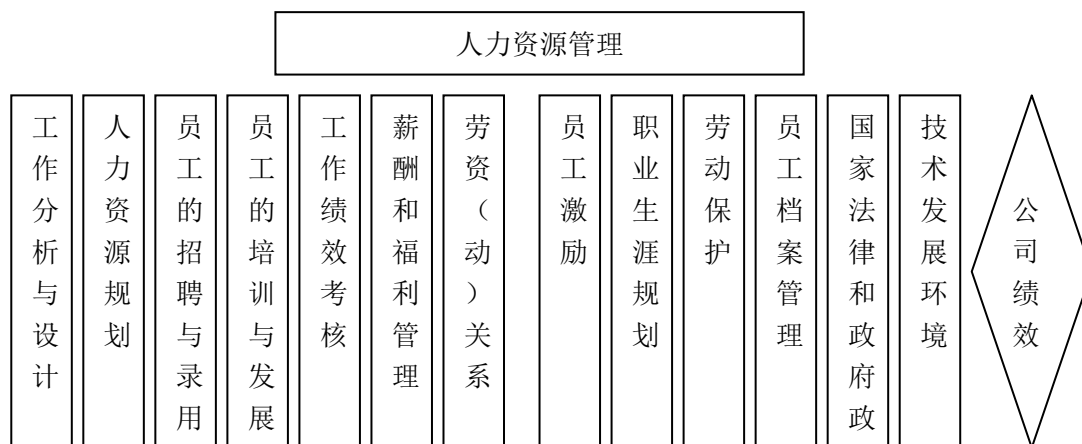 人力资源管理
工作分析与设计
人力资源规划
员工的招聘与录用
员工的培训与发展
工作绩效考核
薪酬和福利管理
劳资（动）关系
员工激励
职业生涯规划
劳动保护
员工档案管理
国家法律和政府政
技术发展环境
公司绩效